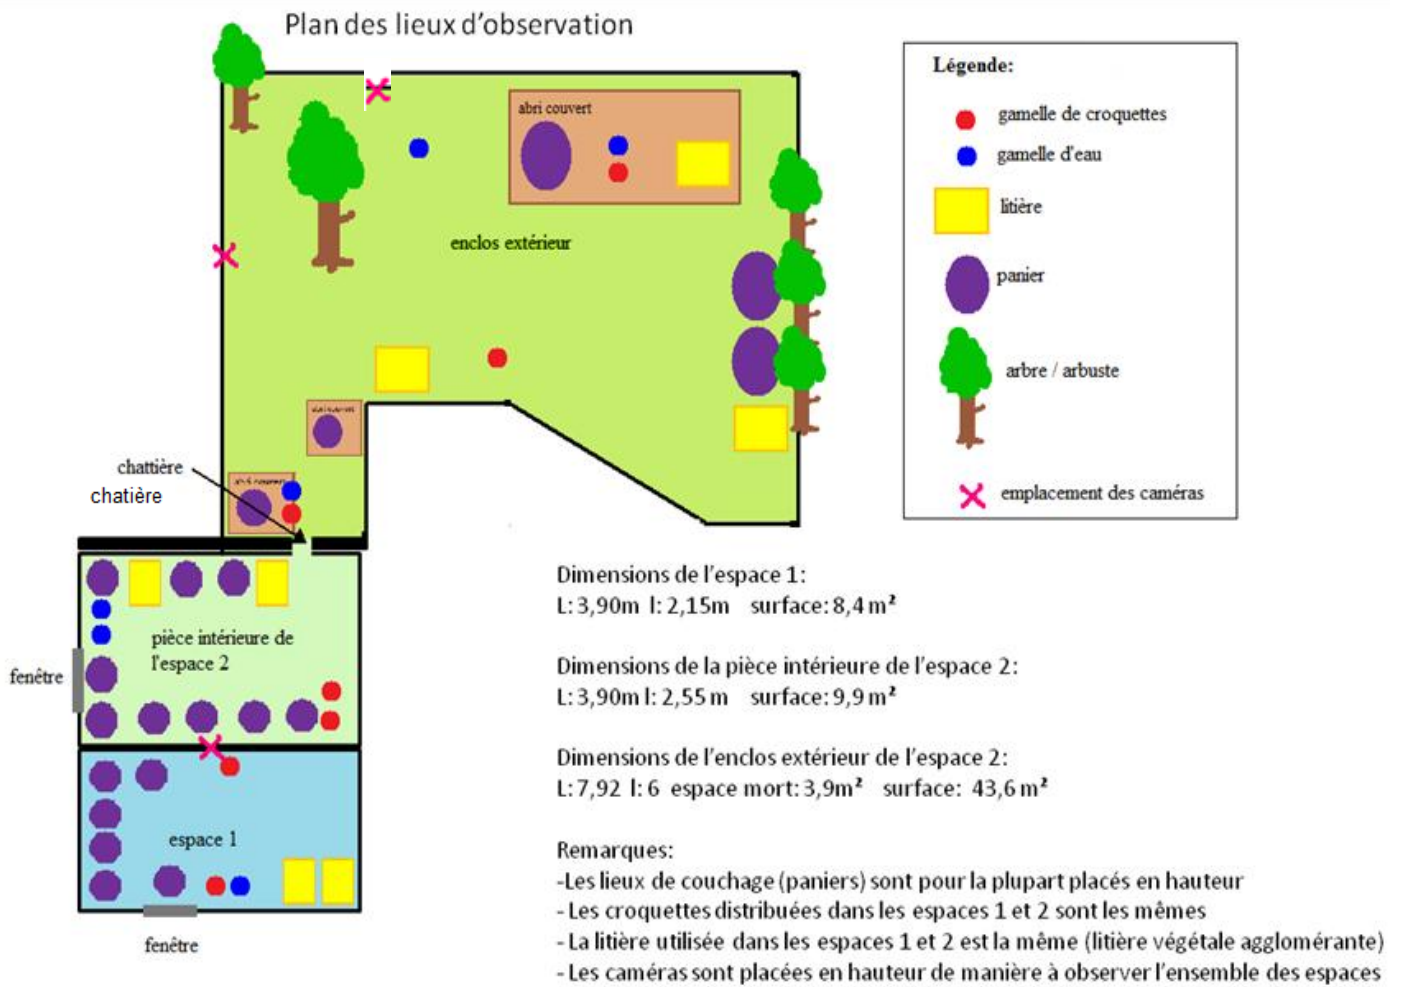 Plan des lieux d'observation
Légende:
gamelle de croquettes
gamelle d'eau
litière
panier
arbre / arbuste
emplacement des caméras
abri couvert
enclos extérieur
abri couvert
abri couvert
chattière
chatière
pièce intérieure de
l'espace 2
fenêtre
espace 1
fenêtre
Dimensions de l'espace 1:
L: 3,90m l: 2,15m surface: 8,4 m²
Dimensions de la pièce intérieure de l'espace 2:
L: 3,90m l: 2,55 m surface: 9,9 m²
Dimensions de l'enclos extérieur de l'espace 2:
L: 7,92 l: 6 espace mort: 3,9m² surface: 43,6 m²
Remarques:
-Les lieux de couchage (paniers) sont pour la plupart placés en hauteur
- Les croquettes distribuées dans les espaces 1 et 2 sont les mêmes
- La litière utilisée dans les espaces 1 et 2 est la même (litière végétale agglomérante)
- Les caméras sont placées en hauteur de manière à observer l'ensemble des espaces